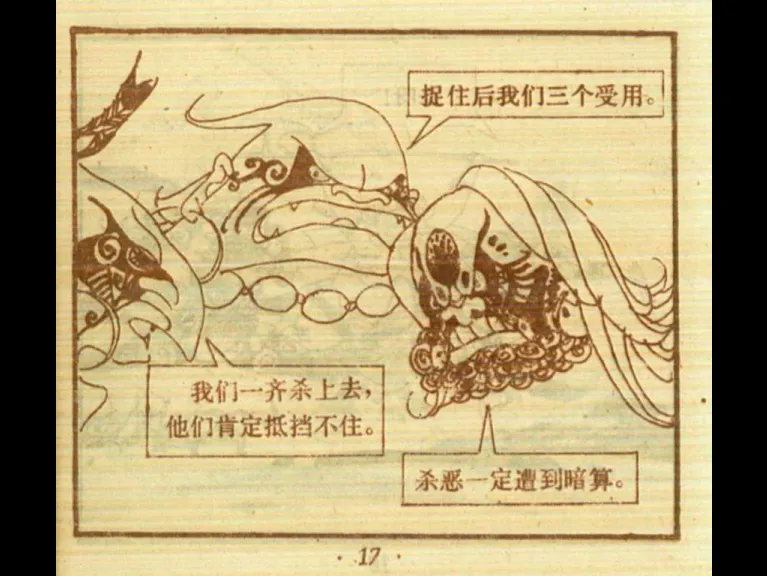 捉住后我们三个受用。
我们一齐杀上去,
他们肯定抵挡不住。
杀恶一定遭到暗算。
· 17 ·